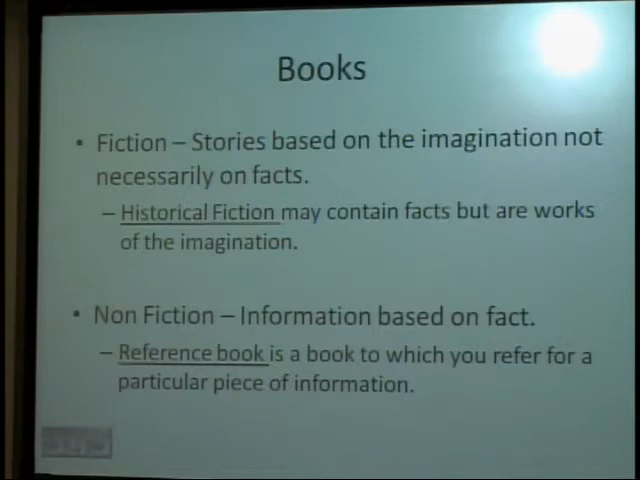 Books
• Fiction – Stories based on the imagination not
necessarily on facts.
– Historical Fiction may contain facts but are works
of the imagination.
• Non Fiction – Information based on fact.
– Reference book is a book to which you refer for a
particular piece of information.